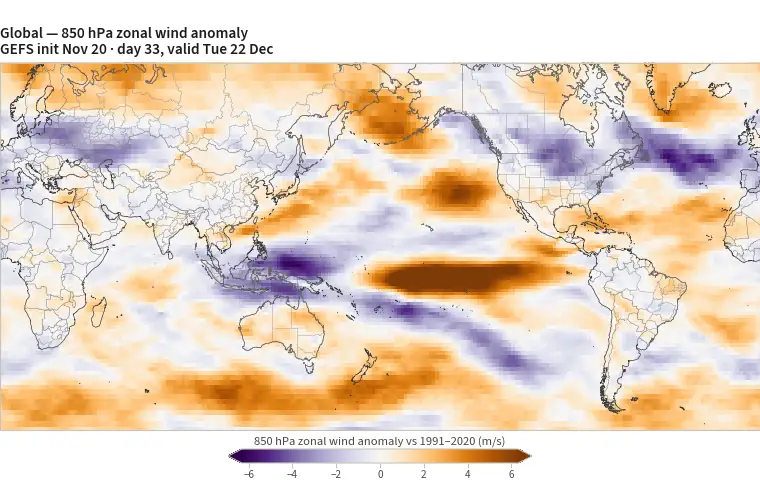 Global — 850 hPa zonal wind anomaly
GEFS init Nov 20 · day 33, valid Tue 22 Dec
850 hPa zonal wind anomaly vs 1991–2020 (m/s)
−6 −4 −2 0 2 4 6